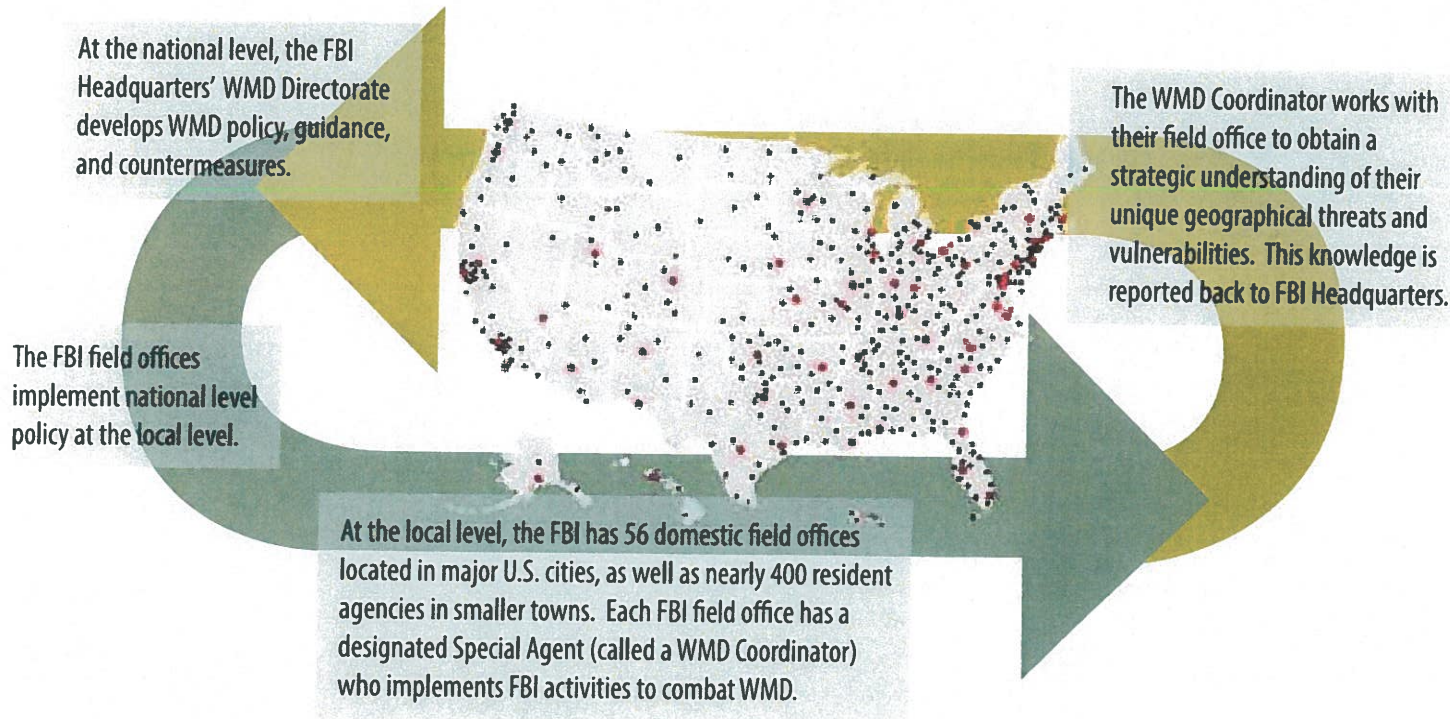 At the national level, the FBI
Headquarters' WMD Directorate
develops WMD policy, guidance,
and countermeasures.
The WMD Coordinator works with
their field office to obtain a
strategic understanding of their
unique geographical threats and
vulnerabilities. This knowledge is
reported back to FBI Headquarters.
The FBI field offices
implement national level
policy at the local level.
At the local level, the FBI has 56 domestic field offices
located in major U.S. cities, as well as nearly 400 resident
agencies in smaller towns. Each FBI field office has a
designated Special Agent (called a WMD Coordinator)
who implements FBI activities to combat WMD.